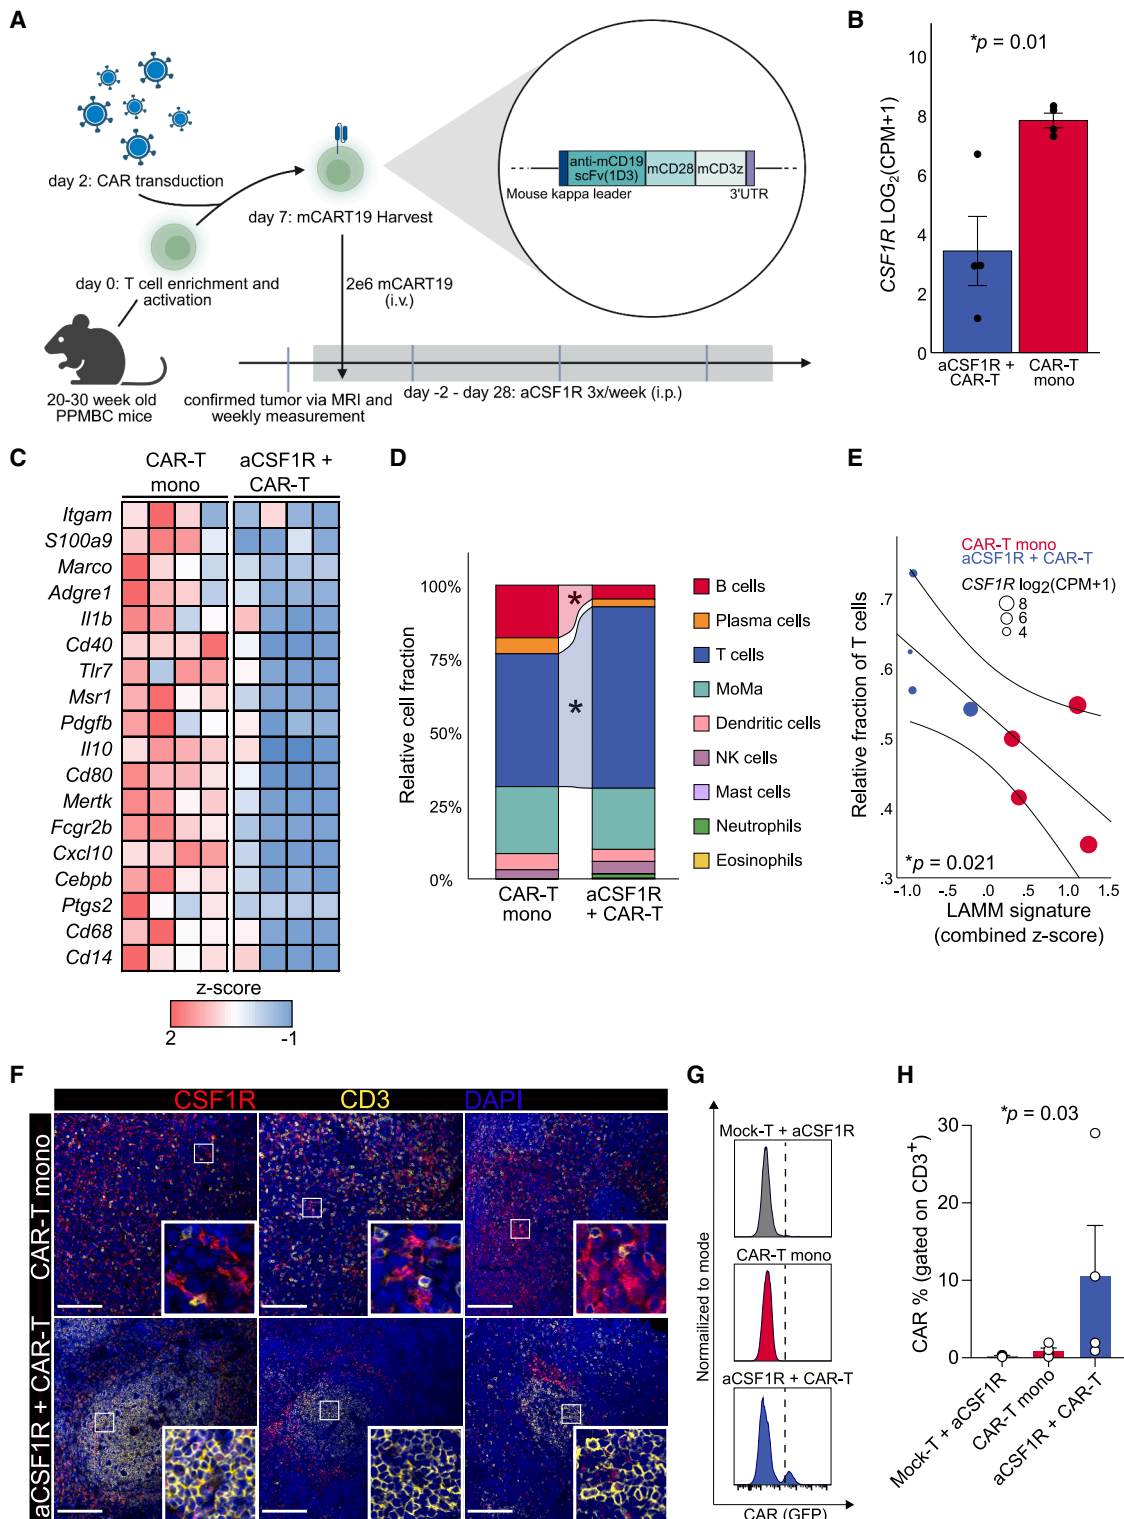 A
day 2: CAR transduction
day 7: mCART19 Harvest
day 0: T cell enrichment and
activation
20-30 week old
PPMBC mice
2e6 mCART19
(i.v.)
confirmed tumor via MRI and
weekly measurement
day -2 - day 28: aCSF1R 3x/week (i.p.)
anti-mCD19
scFv(1D3)
mCD28
mCD3z
Mouse kappa leader
3'UTR
B
*p = 0.01
CSF1R LOG2(CPM+1)
10
8
6
4
2
0
aCSF1R +
CAR-T
CAR-T
mono
C
CAR-T
mono
aCSF1R +
CAR-T
Itgam
S100a9
Marco
Adgre1
Il1b
Cd40
Tlr7
Msr1
Pdgfb
Il10
Cd80
Mertk
Fcgr2b
Cxcl10
Cebpb
Ptgs2
Cd68
Cd14
z-score
2
-1
D
Relative cell fraction
100%
75%
50%
25%
0%
*
*
CAR-T
mono
aCSF1R
+ CAR-T
B cells
Plasma cells
T cells
MoMa
Dendritic cells
NK cells
Mast cells
Neutrophils
Eosinophils
E
CAR-T mono
aCSF1R + CAR-T
CSF1R log2(CPM+1)
8
6
4
Relative fraction of T cells
.7
.6
.5
.4
.3
*p = 0.021
-1.0
-.5
.0
.5
1.0
1.5
LAMM signature
(combined z-score)
F
CSF1R
CD3
DAPI
CAR-T mono
aCSF1R + CAR-T
G
Normailized to mode
Mock-T + aCSF1R
CAR-T mono
aCSF1R + CAR-T
CAR (GFP)
H
*p = 0.03
CAR % (gated on CD3+)
30
20
10
0
Mock-T + aCSF1R
CAR-T mono
aCSF1R + CAR-T